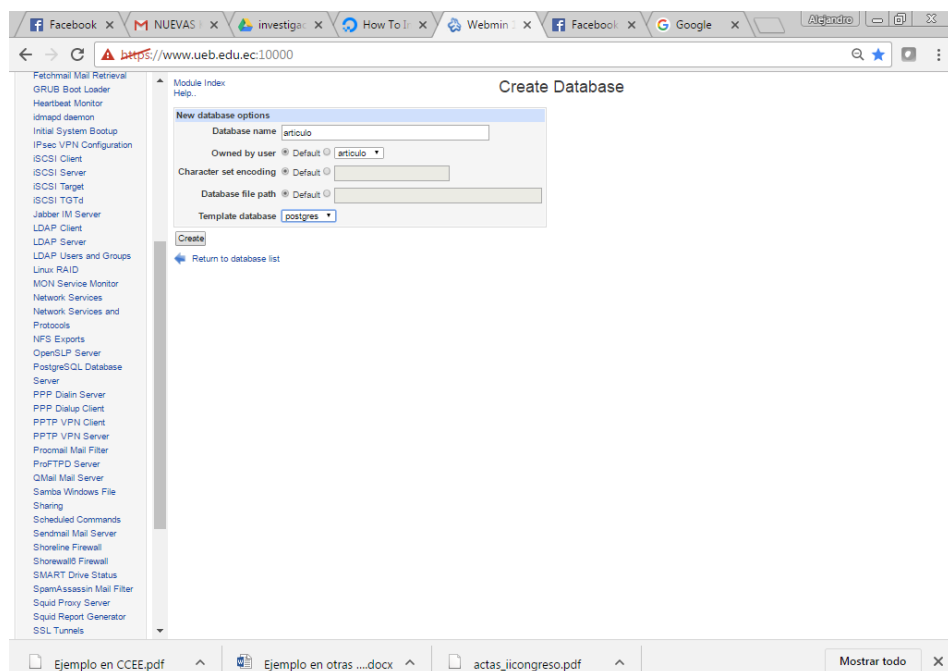 Facebook
NUEVAS
investigac
How To In
Webmin
Facebook
Google
Alejandro
https://www.ueb.edu.ec:10000
Fetchmail Mail Retrieval
GRUB Boot Loader
Heartbeat Monitor
idmapd daemon
Initial System Bootup
IPsec VPN Configuration
iSCSI Client
iSCSI Server
iSCSI Target
iSCSI TGTd
Jabber IM Server
LDAP Client
LDAP Server
LDAP Users and Groups
Linux RAID
MON Service Monitor
Network Services
Network Services and
Protocols
NFS Exports
OpenSLP Server
PostgreSQL Database
Server
PPP Dialin Server
PPP Dialup Client
PPTP VPN Client
PPTP VPN Server
Procmail Mail Filter
ProFTPD Server
QMail Mail Server
Samba Windows File
Sharing
Scheduled Commands
Sendmail Mail Server
Shoreline Firewall
Shorewall6 Firewall
SMART Drive Status
SpamAssassin Mail Filter
Squid Proxy Server
Squid Report Generator
SSL Tunnels
Module Index
Help..
Create Database
New database options
Database name articulo
Owned by user Default articulo
Character set encoding Default
Database file path Default
Template database postgres
Create
Return to database list
Ejemplo en CCEE.pdf
Ejemplo en otras ....docx
actas_iicongreso.pdf
Mostrar todo